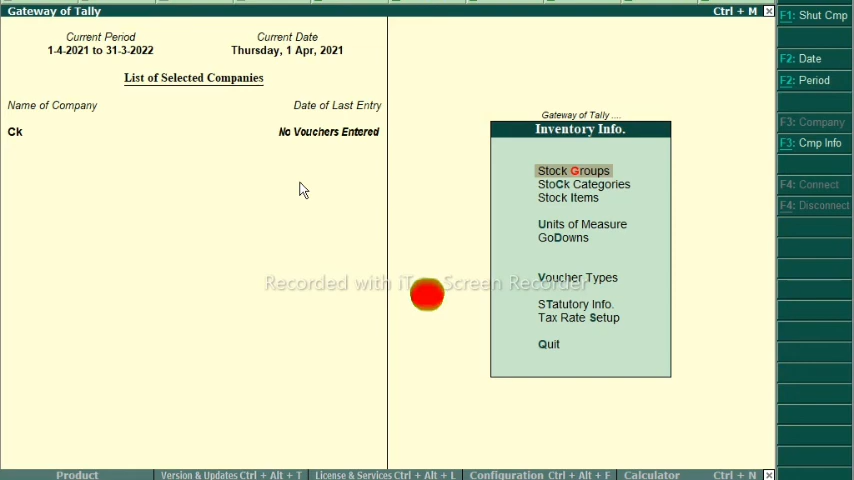 Gateway of Tally
Ctrl + M
Current Period
1-4-2021 to 31-3-2022
Current Date
Thursday, 1 Apr, 2021
List of Selected Companies
Name of Company
Date of Last Entry
Ck
No Vouchers Entered
Gateway of Tally ....
Inventory Info.
Stock Groups
StoCk Categories
Stock Items
Units of Measure
GoDowns
Voucher Types
STatutory Info.
Tax Rate Setup
Quit
F1: Shut Cmp
F2: Date
F2: Period
F3: Company
F3: Cmp Info
F4: Connect
F4: Disconnect
Recorded with Screen Recorder
Product
Version & Updates Ctrl + Alt + T
License & Services Ctrl + Alt + L
Configuration Ctrl + Alt + F
Calculator
Ctrl + N